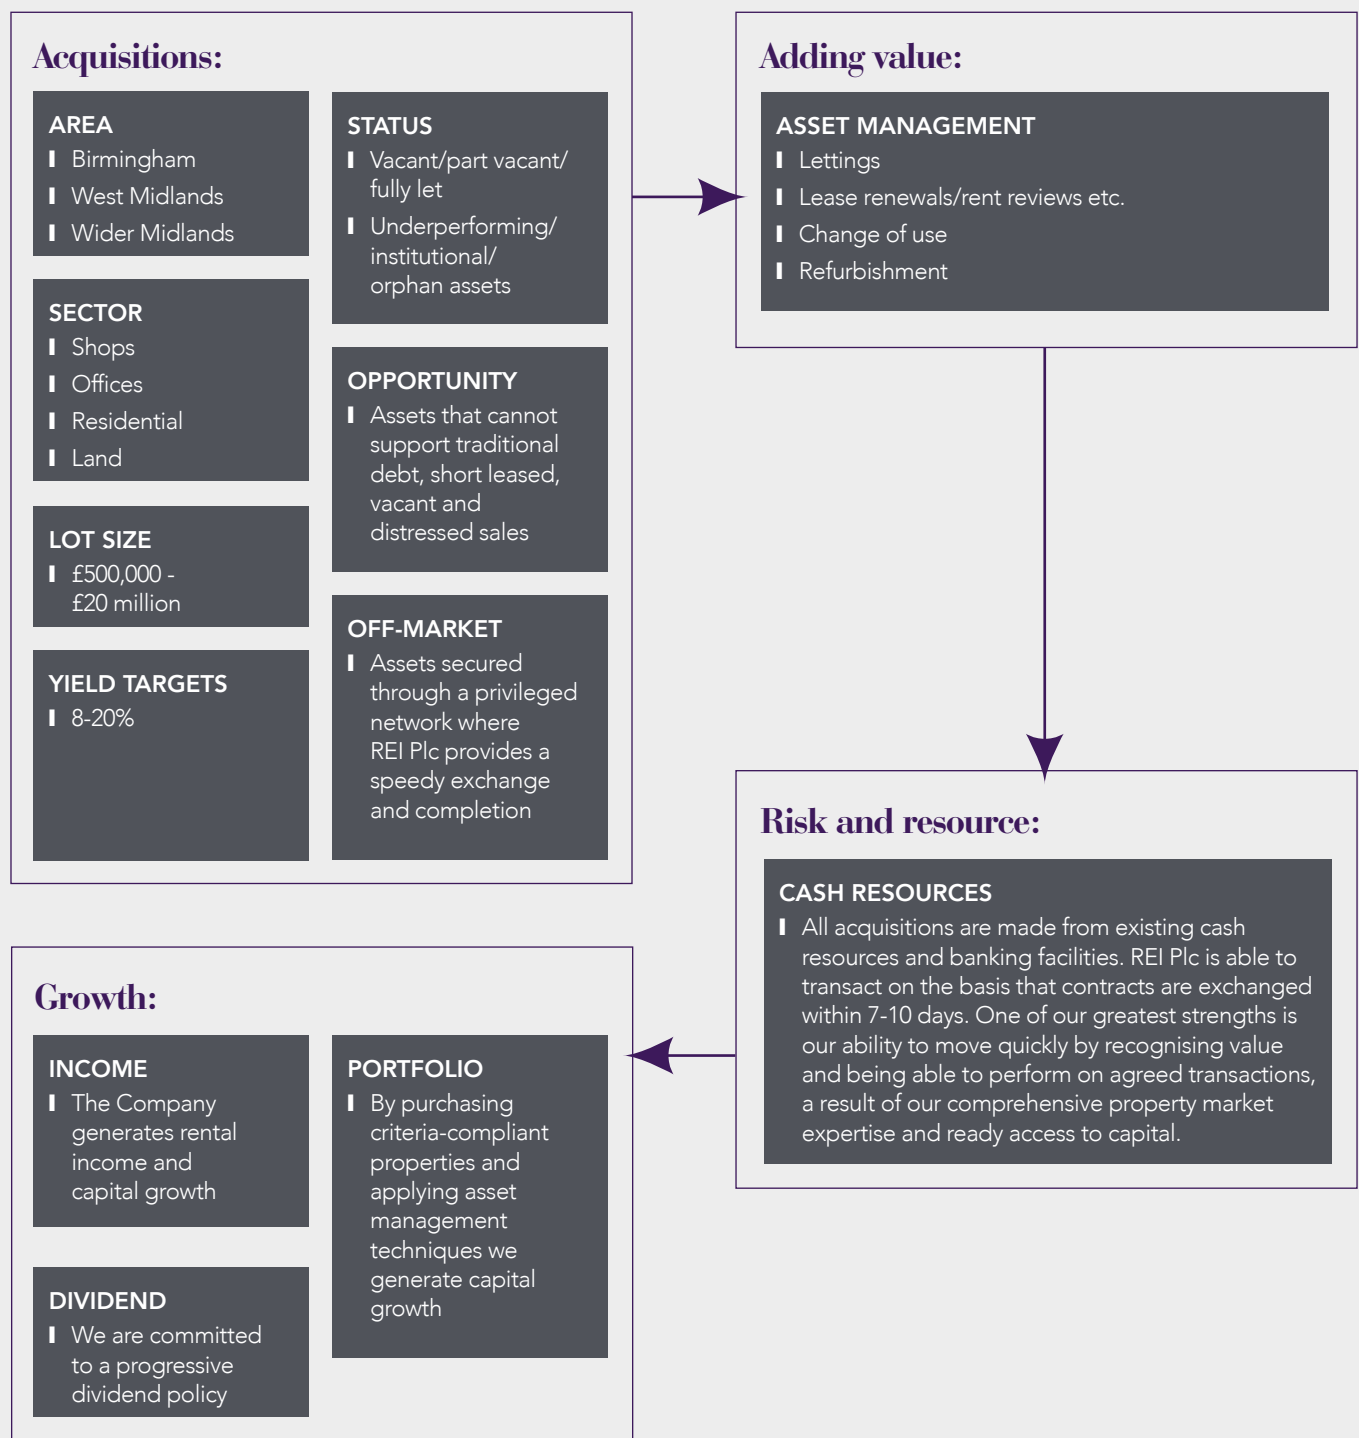 Acquisitions:
AREA
Birmingham
West Midlands
Wider Midlands
SECTOR
Shops
Offices
Residential
Land
LOT SIZE
£500,000 -
£20 million
YIELD TARGETS
8-20%
STATUS
Vacant/part vacant/
fully let
Underperforming/
institutional/
orphan assets
OPPORTUNITY
Assets that cannot
support traditional
debt, short leased,
vacant and
distressed sales
OFF-MARKET
Assets secured
through a privileged
network where
REI Plc provides a
speedy exchange
and completion
Adding value:
ASSET MANAGEMENT
Lettings
Lease renewals/rent reviews etc.
Change of use
Refurbishment
Risk and resource:
CASH RESOURCES
All acquisitions are made from existing cash
resources and banking facilities. REI Plc is able to
transact on the basis that contracts are exchanged
within 7-10 days. One of our greatest strengths is
our ability to move quickly by recognising value
and being able to perform on agreed transactions,
a result of our comprehensive property market
expertise and ready access to capital.
Growth:
INCOME
The Company
generates rental
income and
capital growth
DIVIDEND
We are committed
to a progressive
dividend policy
PORTFOLIO
By purchasing
criteria-compliant
properties and
applying asset
management
techniques we
generate capital
growth